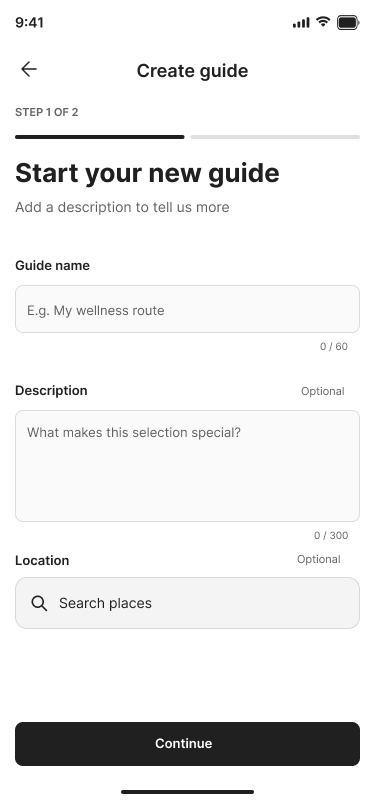 9:41
Create guide
STEP 1 OF 2
Start your new guide
Add a description to tell us more
Guide name
E.g. My wellness route
0 / 60
Description
Optional
What makes this selection special?
0 / 300
Location
Optional
Search places
Continue